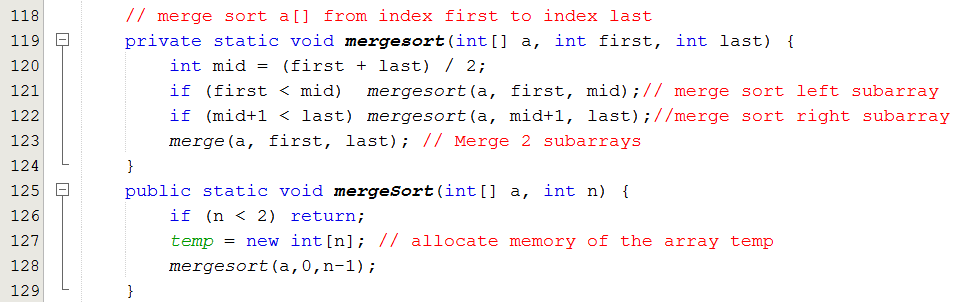 118 // merge sort a[] from index first to index last
119 private static void mergesort(int[] a, int first, int last) {
120 int mid = (first + last) / 2;
121 if (first < mid)  mergesort(a, first, mid);// merge sort left subarray
122 if (mid+1 < last) mergesort(a, mid+1, last);//merge sort right subarray
123 merge(a, first, last); // Merge 2 subarrays
124 }
125 public static void mergeSort(int[] a, int n) {
126 if (n < 2) return;
127 temp = new int[n]; // allocate memory of the array temp
128 mergesort(a,0,n-1);
129 }